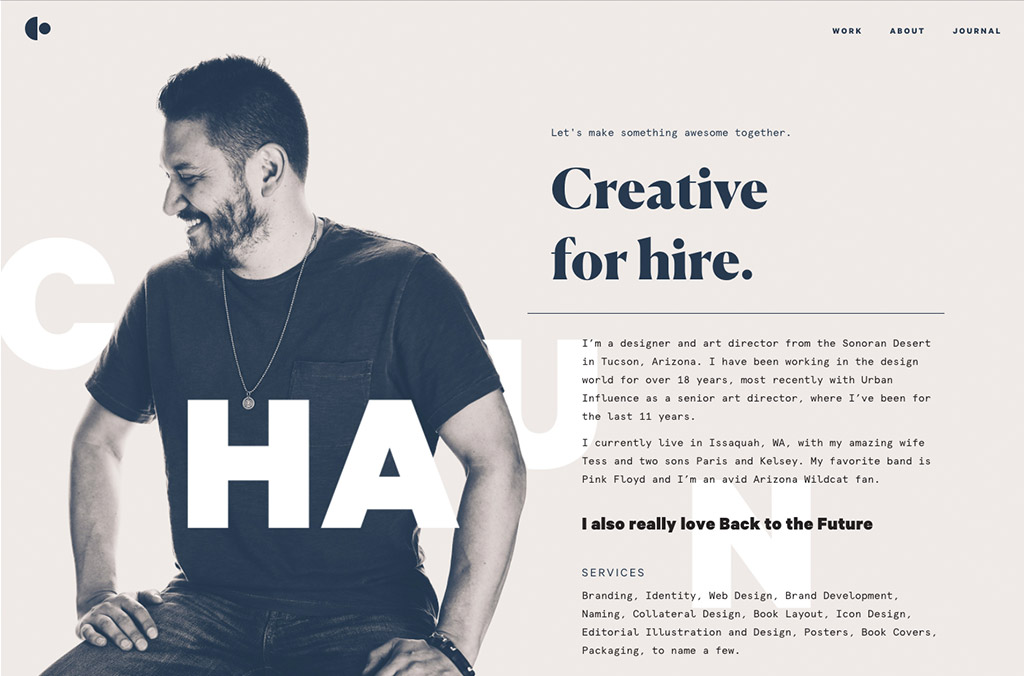 WORK ABOUT JOURNAL
Let's make something awesome together.
Creative
for hire.
C
HA
U
N
I’m a designer and art director from the Sonoran Desert
in Tucson, Arizona. I have been working in the design
world for over 18 years, most recently with Urban
Influence as a senior art director, where I’ve been for
the last 11 years.
I currently live in Issaquah, WA, with my amazing wife
Tess and two sons Paris and Kelsey. My favorite band is
Pink Floyd and I’m an avid Arizona Wildcat fan.
I also really love Back to the Future
SERVICES
Branding, Identity, Web Design, Brand Development,
Naming, Collateral Design, Book Layout, Icon Design,
Editorial Illustration and Design, Posters, Book Covers,
Packaging, to name a few.